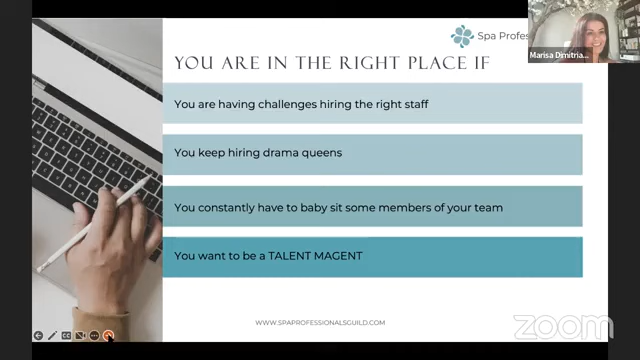 Spa Profes
Marisa Dimitria...
YOU ARE IN THE RIGHT PLACE IF
You are having challenges hiring the right staff
You keep hiring drama queens
You constantly have to baby sit some members of your team
You want to be a TALENT MAGENT
WWW.SPAPROFESSIONALSGUILD.COM
zoom